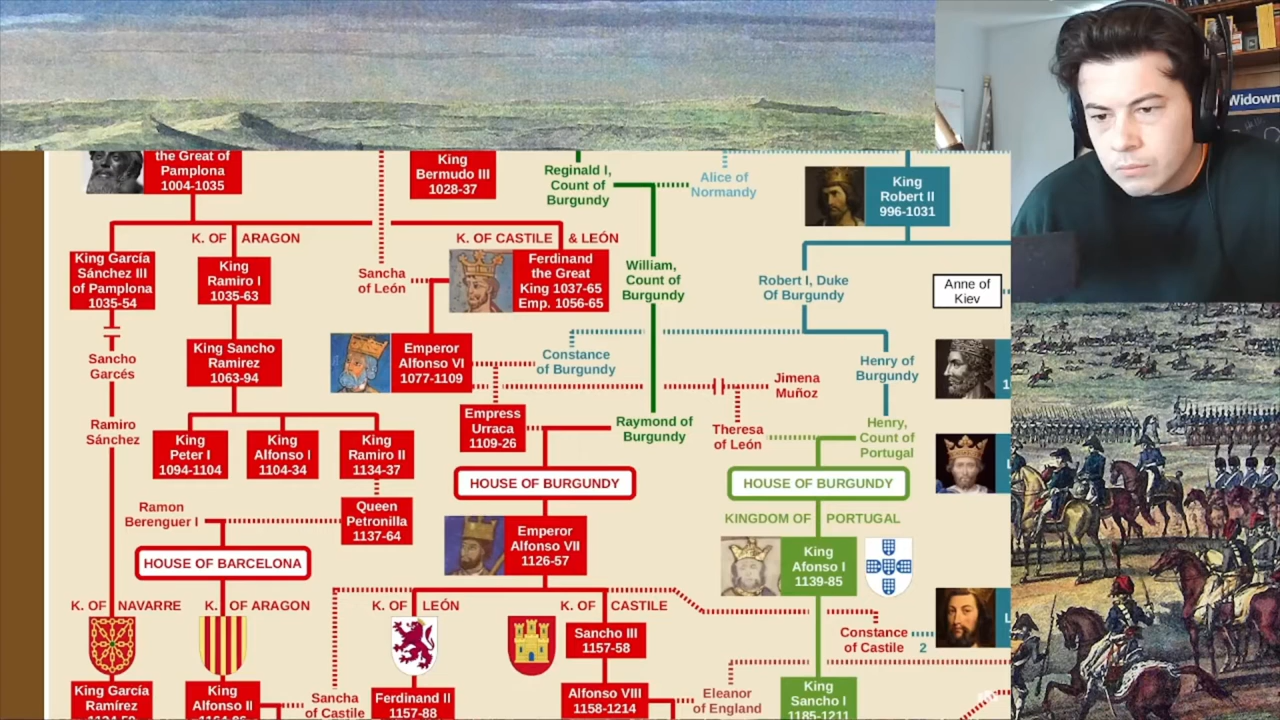 Widown
the Great of
Pamplona
1004-1035
King
Bermudo III
1028-37
Reginald I,
Count of
Burgundy
Alice of
Normandy
King
Robert II
996-1031
K. OF ARAGON
K. OF CASTILE & LEÓN
King García
Sánchez III
of Pamplona
1035-54
King
Ramiro I
1035-63
Sancha
of León
Ferdinand
the Great
King 1037-65
Emp. 1056-65
William,
Count of
Burgundy
Robert I, Duke
Of Burgundy
Anne of
Kiev
Sancho
Garcés
King Sancho
Ramirez
1063-94
Emperor
Alfonso VI
1077-1109
Constance
of Burgundy
Henry of
Burgundy
1
Jimena
Muñoz
Ramiro
Sánchez
King
Peter I
1094-1104
King
Alfonso I
1104-34
King
Ramiro II
1134-37
Empress
Urraca
1109-26
Raymond of
Burgundy
Theresa
of León
Henry,
Count of
Portugal
L
HOUSE OF BURGUNDY
HOUSE OF BURGUNDY
Ramon
Berenguer I
Queen
Petronilla
1137-64
KINGDOM OF PORTUGAL
Emperor
Alfonso VII
1126-57
King
Afonso I
1139-85
HOUSE OF BARCELONA
K. OF NAVARRE
K. OF ARAGON
K. OF LEÓN
K. OF CASTILE
Sancho III
1157-58
Constance
of Castile
2
L
King García
Ramírez
1134-50
King
Alfonso II
1164-96
Sancha
of Castile
Ferdinand II
1157-88
Alfonso VIII
1158-1214
Eleanor
of England
King
Sancho I
1185-1211